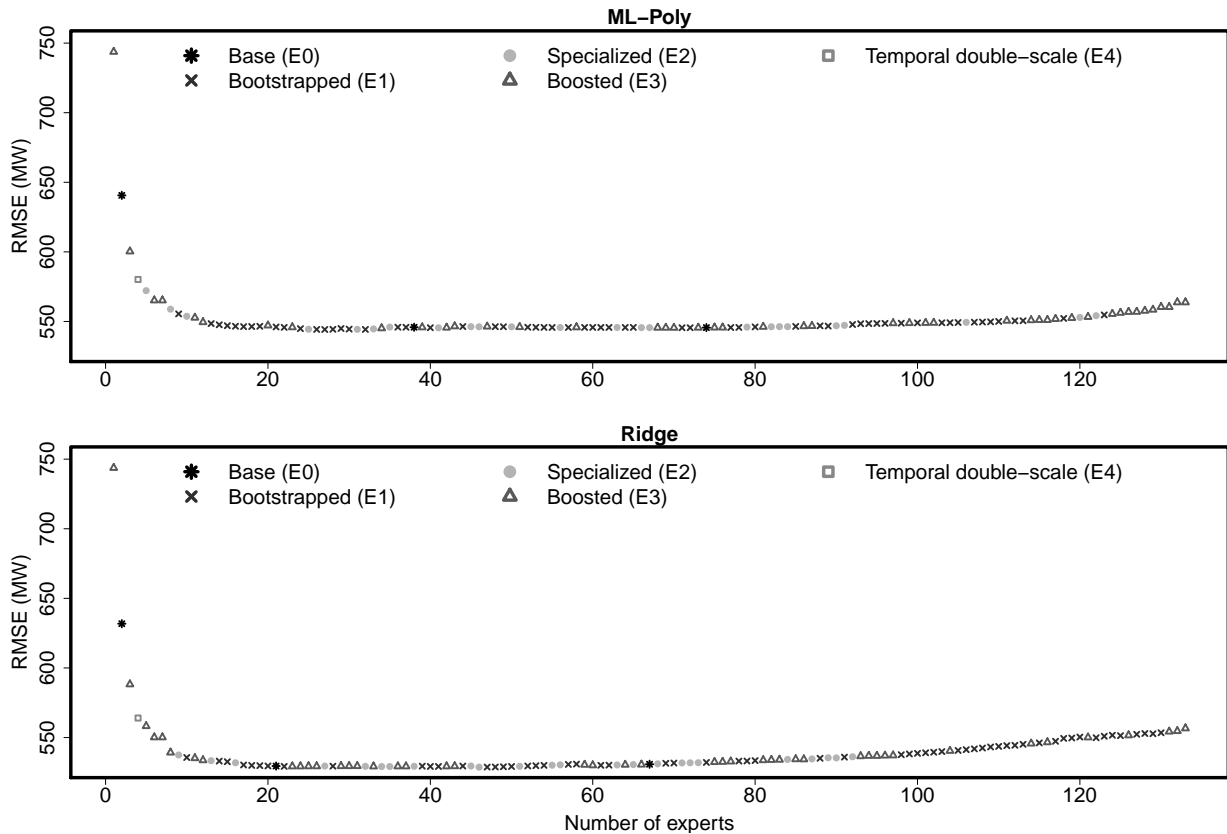 ML−Poly
750
700
650
600
550
RMSE (MW)
Base (E0)
Specialized (E2)
Temporal double−scale (E4)
Bootstrapped (E1)
Boosted (E3)
0 20 40 60 80 100 120
Ridge
750
700
650
600
550
RMSE (MW)
Base (E0)
Specialized (E2)
Temporal double−scale (E4)
Bootstrapped (E1)
Boosted (E3)
0 20 40 60 80 100 120
Number of experts